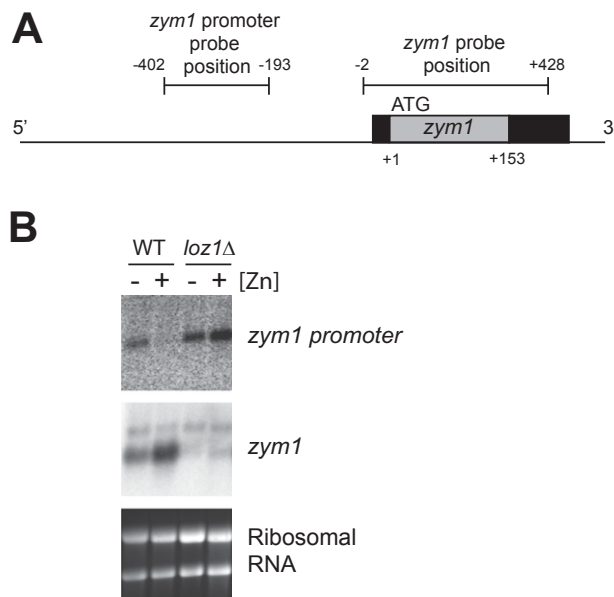 A
zym1 promoter
probe
position
-402
-193
zym1 probe
position
-2
+428
ATG
5'
zym1
3
+1
+153
B
WT loz1Δ
- + - + [Zn]
zym1 promoter
zym1
Ribosomal
RNA